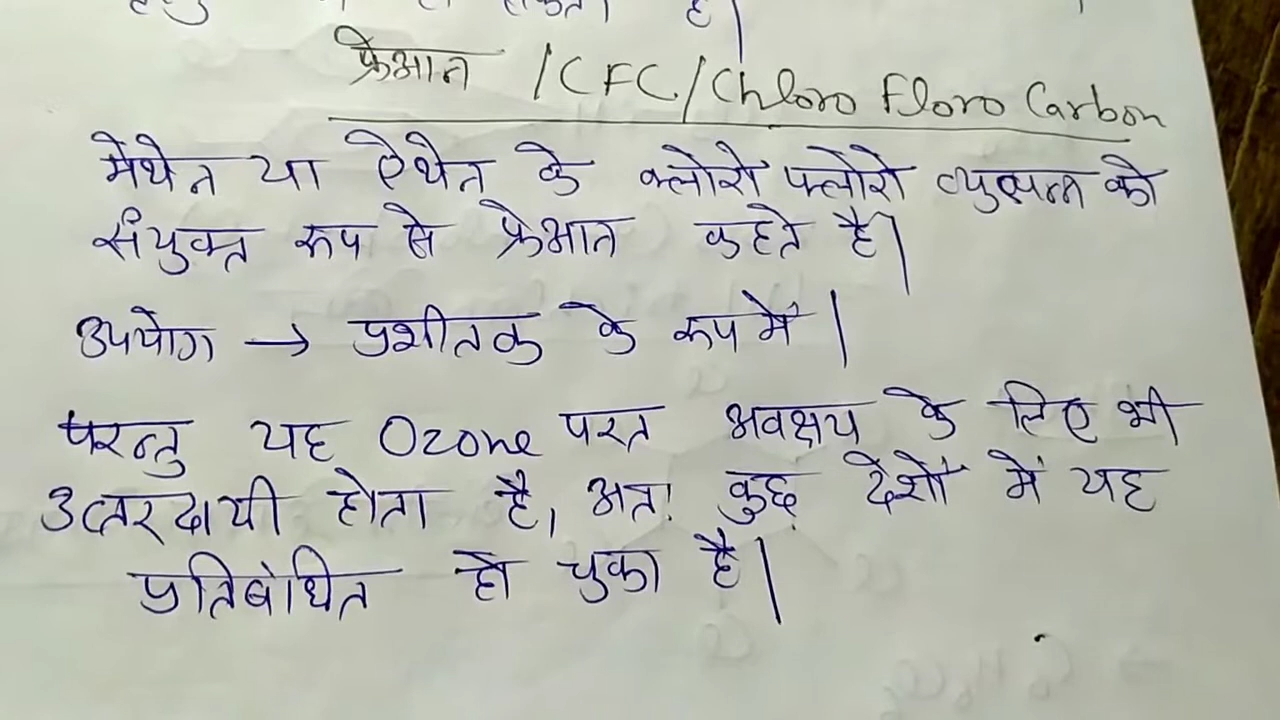 फ्रेआन /CFC/Chloro Floro Carbon
मेथेन या ऐथेन के क्लोरो फ्लोरो व्युत्पन्न को
संयुक्त रूप से फ्रेआन कहते है।
उपयोग → प्रशीतक के रूप में।
परन्तु यह Ozone परत अवक्षय के लिए भी
उत्तरदायी होता है, अतः कुछ देशों में यह
प्रतिबंधित हो चुका है।